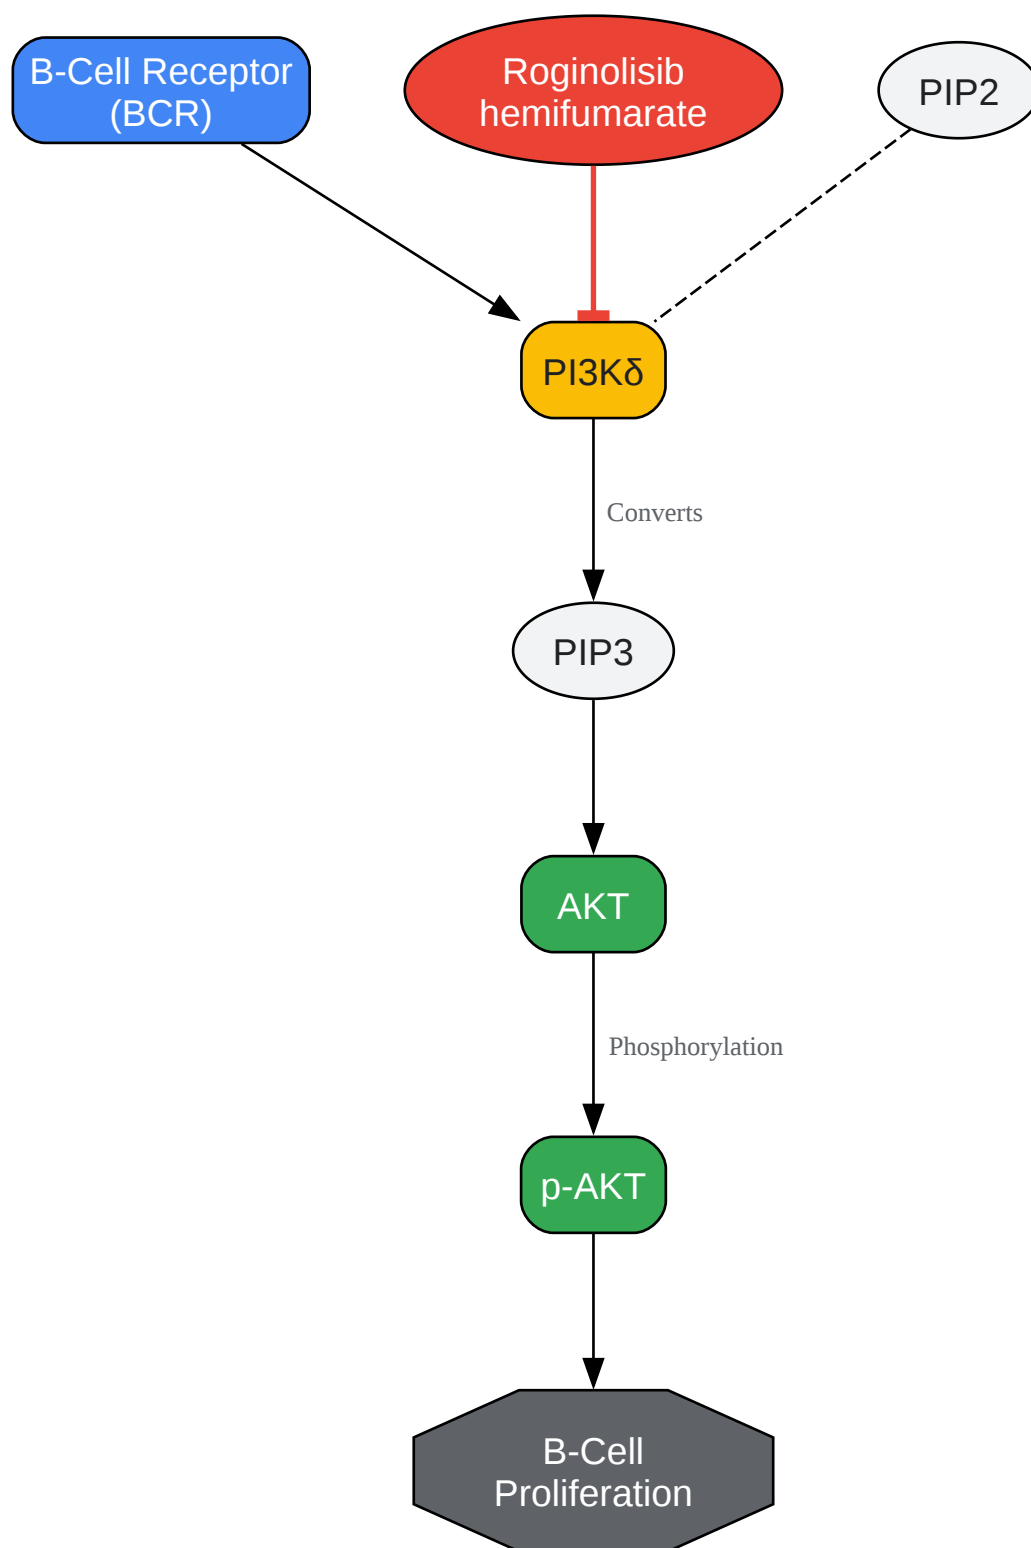 B-Cell Receptor
(BCR)
Roginolisib
hemifumarate
PIP2
PI3Kδ
Converts
PIP3
AKT
Phosphorylation
p-AKT
B-Cell
Proliferation